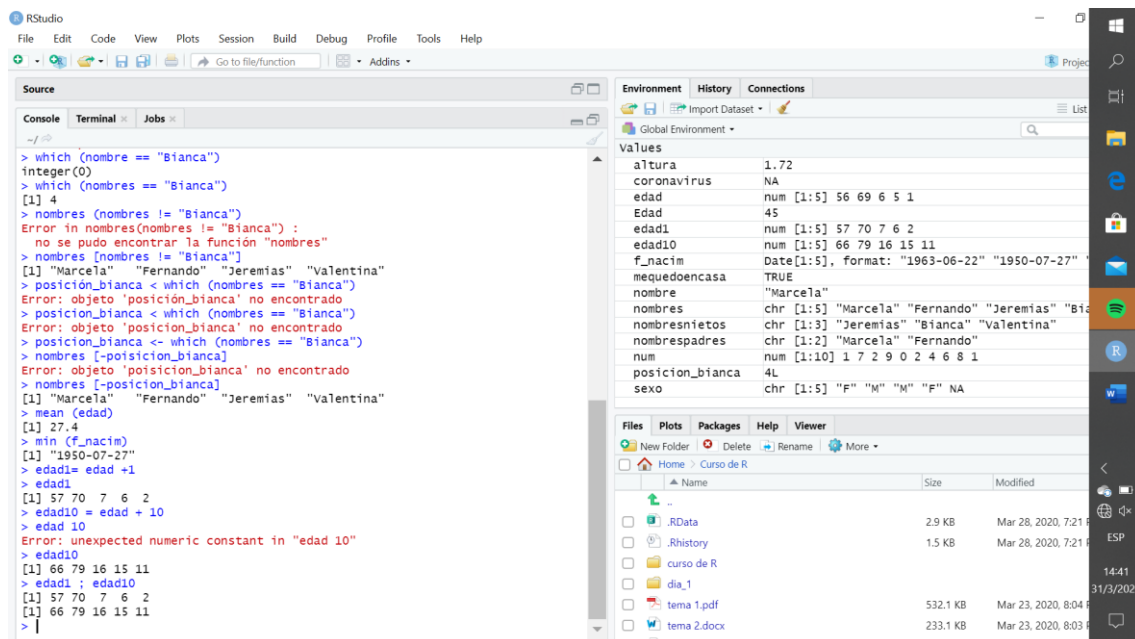 RStudio
File Edit Code View Plots Session Build Debug Profile Tools Help
Go to file/function Addins
Source
Console Terminal Jobs
~/
> which (nombre == "Bianca")
integer(0)
> which (nombres == "Bianca")
[1] 4
> nombres (nombres != "Bianca")
Error in nombres(nombres != "Bianca") :
no se pudo encontrar la función "nombres"
> nombres [nombres != "Bianca"]
[1] "Marcela" "Fernando" "Jeremias" "Valentina"
> posición_bianca < which (nombres == "Bianca")
Error: objeto 'posición_bianca' no encontrado
> posicion_bianca < which (nombres == "Bianca")
Error: objeto 'posicion_bianca' no encontrado
> posicion_bianca <- which (nombres == "Bianca")
> nombres [-poisicion_bianca]
Error: objeto 'poisicion_bianca' no encontrado
> nombres [-posicion_bianca]
[1] "Marcela" "Fernando" "Jeremias" "Valentina"
> mean (edad)
[1] 27.4
> min (f_nacim)
[1] "1950-07-27"
> edad1= edad +1
> edad1
[1] 57 70 7 6 2
> edad10 = edad + 10
> edad 10
Error: unexpected numeric constant in "edad 10"
> edad10
[1] 66 79 16 15 11
> edad1 ; edad10
[1] 57 70 7 6 2
[1] 66 79 16 15 11
>
Projec
Environment History Connections
Import Dataset List
Global Environment
Values
altura 1.72
coronavirus NA
edad num [1:5] 56 69 6 5 1
Edad 45
edad1 num [1:5] 57 70 7 6 2
edad10 num [1:5] 66 79 16 15 11
f_nacim Date[1:5], format: "1963-06-22" "1950-07-27" "
mequedoencasa TRUE
nombre "Marcela"
nombres chr [1:5] "Marcela" "Fernando" "Jeremias" "Bia
nombresnietos chr [1:3] "Jeremias" "Bianca" "Valentina"
nombrespadres chr [1:2] "Marcela" "Fernando"
num num [1:10] 1 7 2 9 0 2 4 6 8 1
posicion_bianca 4L
sexo chr [1:5] "F" "M" "M" "F" NA
Files Plots Packages Help Viewer
New Folder Delete Rename More
Home > Curso de R
Name Size Modified
..
.RData 2.9 KB Mar 28, 2020, 7:21 P
.Rhistory 1.5 KB Mar 28, 2020, 7:21 P
curso de R
dia_1
tema 1.pdf 532.1 KB Mar 23, 2020, 8:04 P
tema 2.docx 233.1 KB Mar 23, 2020, 8:03 P
ESP
14:41
31/3/202